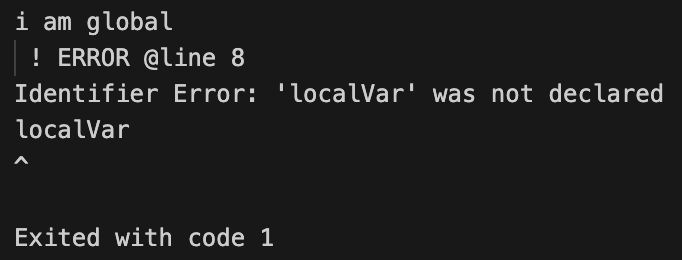 i am global
! ERROR @line 8
Identifier Error: 'localVar' was not declared
localVar
^
Exited with code 1